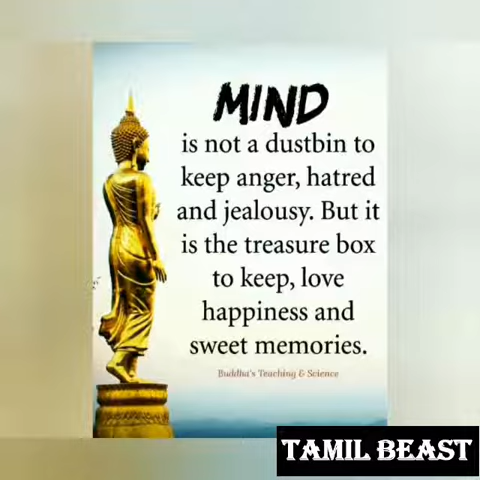 MIND
is not a dustbin to
keep anger, hatred
and jealousy. But it
is the treasure box
to keep, love
happiness and
sweet memories.
Buddha's Teaching & Science
TAMIL BEAST